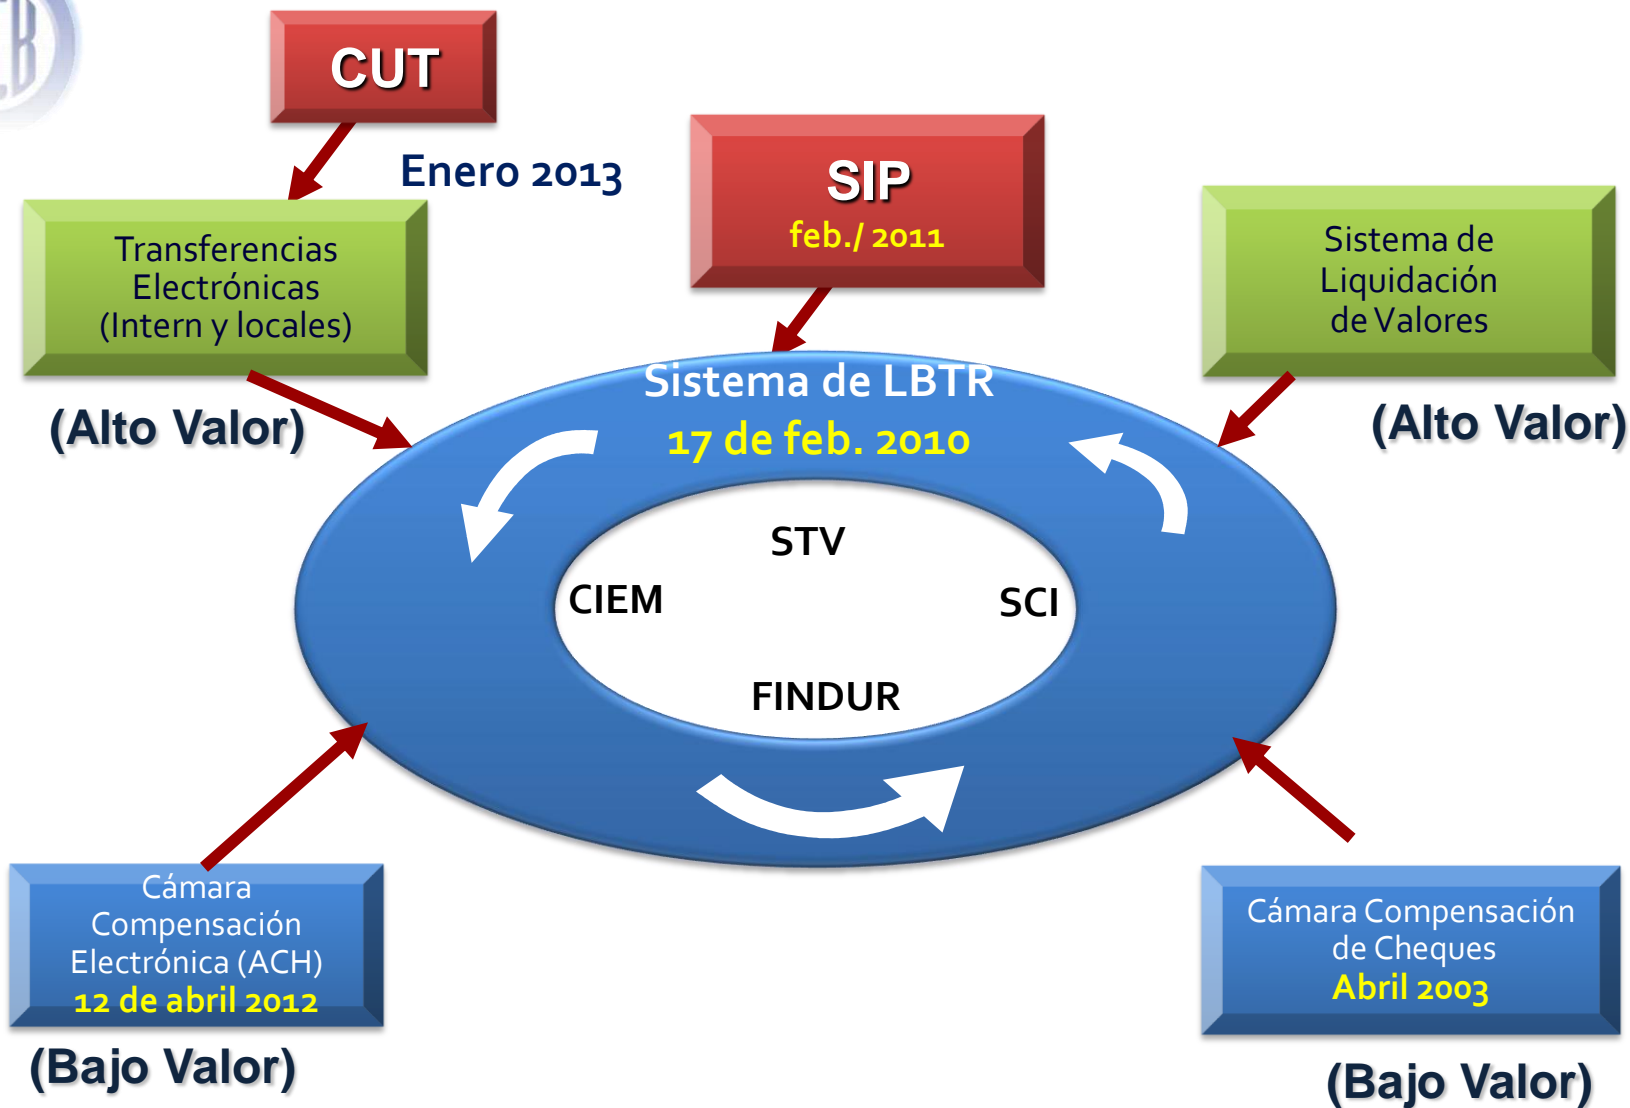 CUT
Enero 2013
SIP
feb./ 2011
Transferencias
Electrónicas
(Intern y locales)
(Alto Valor)
Sistema de
Liquidación
de Valores
(Alto Valor)
Sistema de LBTR
17 de feb. 2010
STV
CIEM
SCI
FINDUR
Cámara
Compensación
Electrónica (ACH)
12 de abril 2012
(Bajo Valor)
Cámara Compensación
de Cheques
Abril 2003
(Bajo Valor)